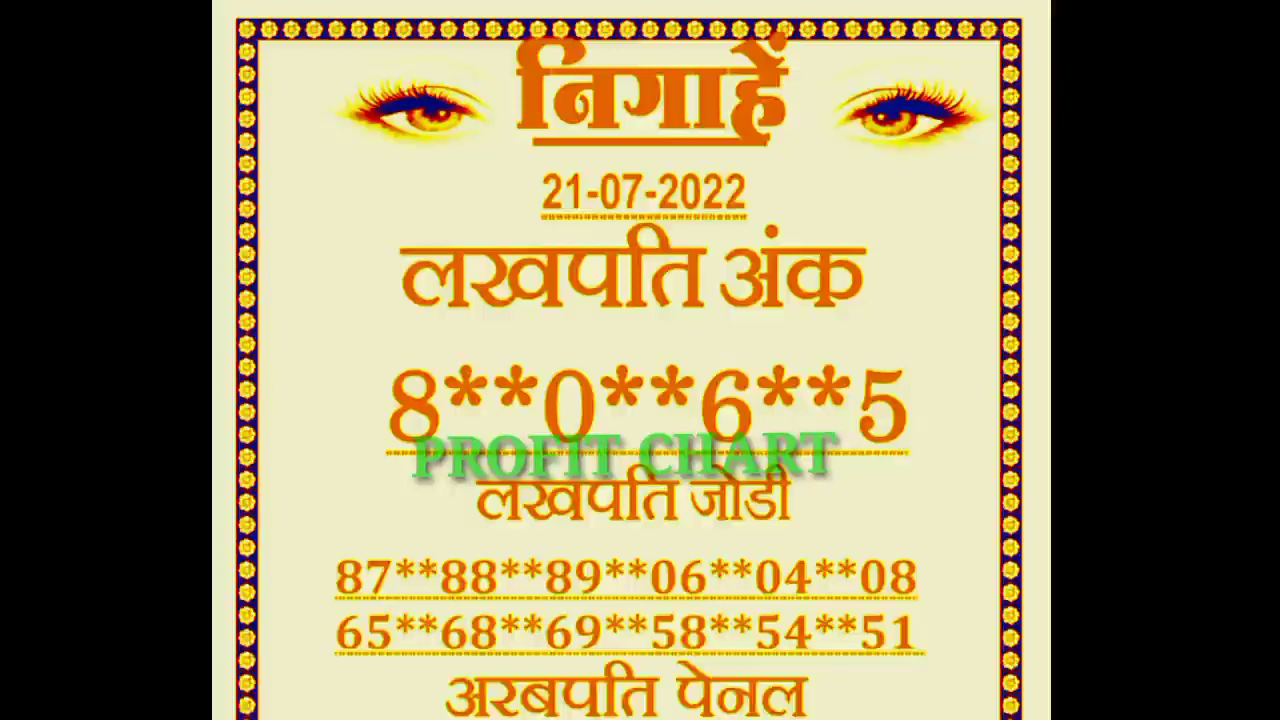 निगाहें
21-07-2022
लखपति अंक
8**0**6**5
PROFIT CHART
लखपति जोडी
87**88**89**06**04**08
65**68**69**58**54**51
अरबपति पेनल